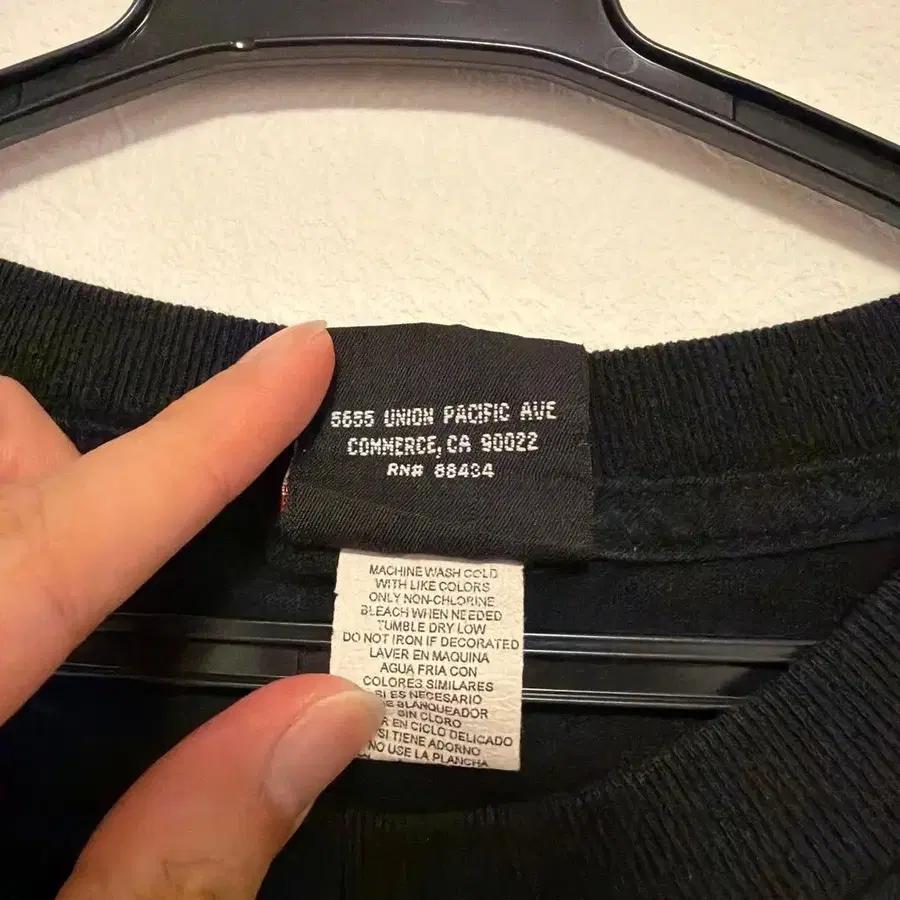 5655 UNION PACIFIC AVE
COMMERCE, CA 90022
RN# 88434
MACHINE WASH COLD
WITH LIKE COLORS
ONLY NON-CHLORINE
BLEACH WHEN NEEDED
TUMBLE DRY LOW
DO NOT IRON IF DECORATED
LAVER EN MAQUINA
AGUA FRIA CON
COLORES SIMILARES
SI ES NECESARIO
BLANQUEADOR
SIN CLORO
EN CICLO DELICADO
SI TIENE ADORNO
NO USE LA PLANCHA